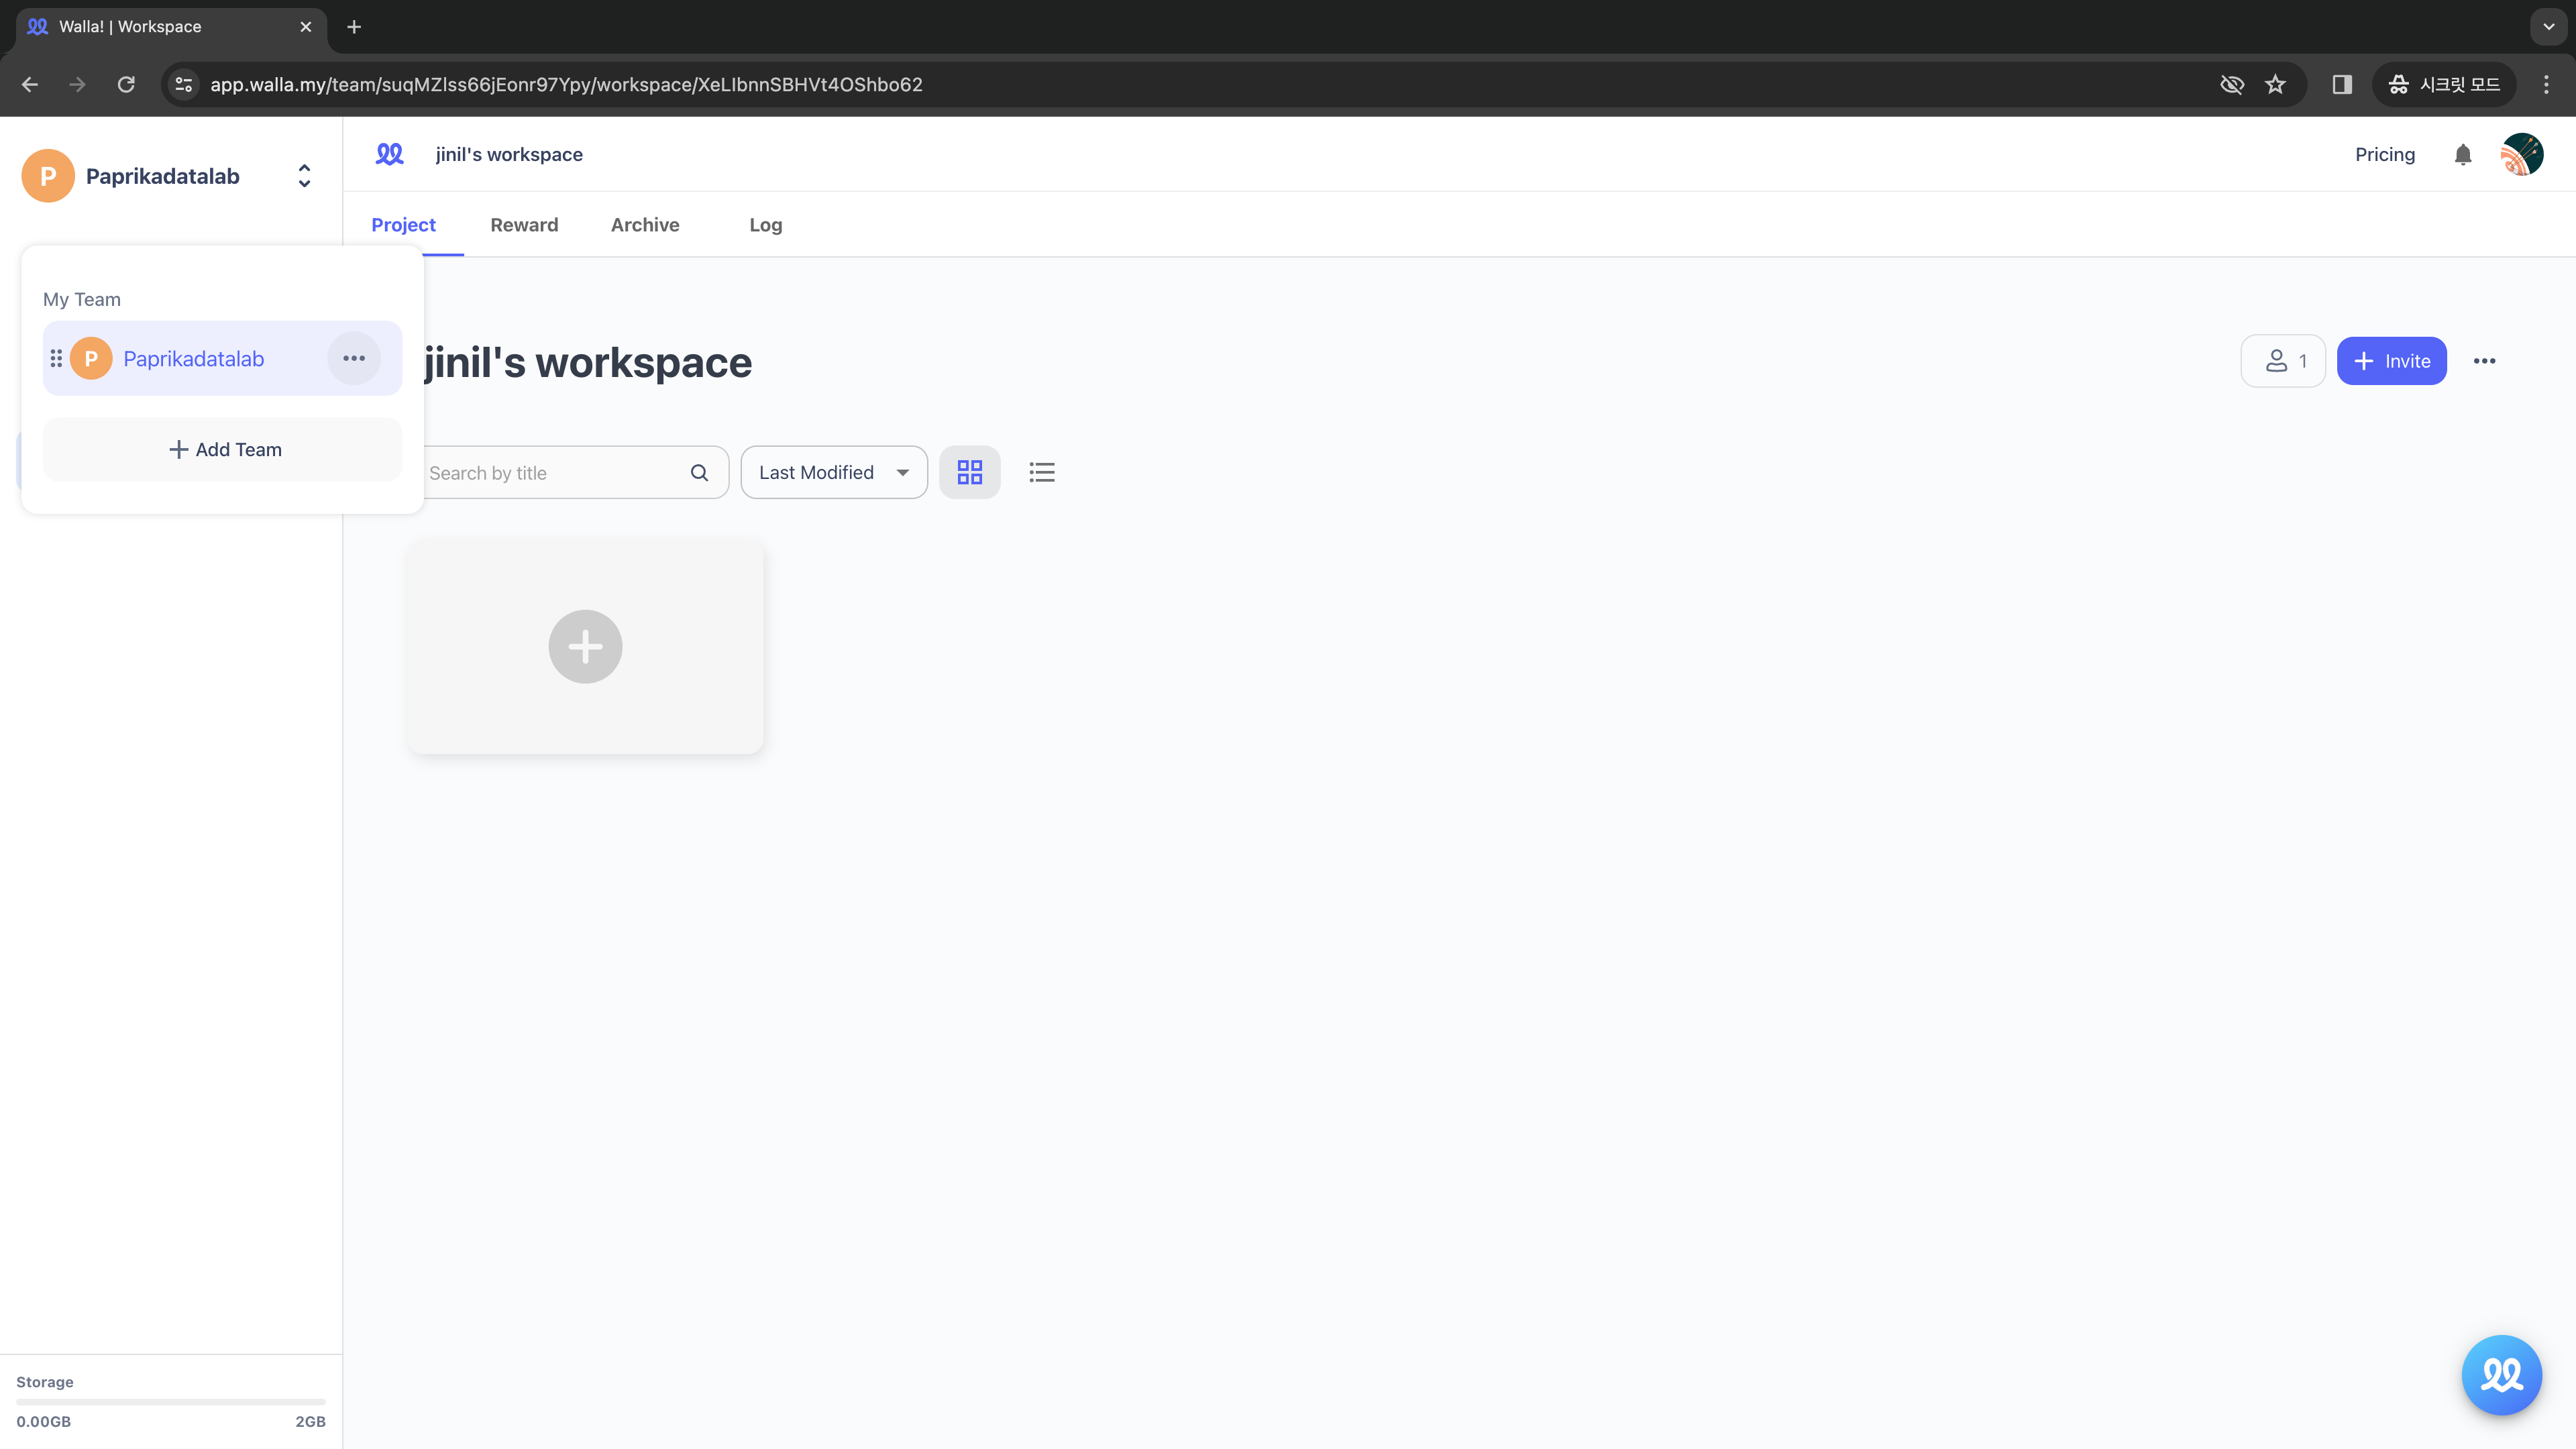 Walla! | Workspace
app.walla.my/team/suqMZlss66jEonr97Ypy/workspace/XeLIbnnSBHVt4OShbo62
시크릿 모드
P Paprikadatalab
jinil's workspace
Pricing
Project Reward Archive Log
My Team
P Paprikadatalab
+ Add Team
jinil's workspace
1
+ Invite
Search by title
Last Modified
Storage
0.00GB 2GB